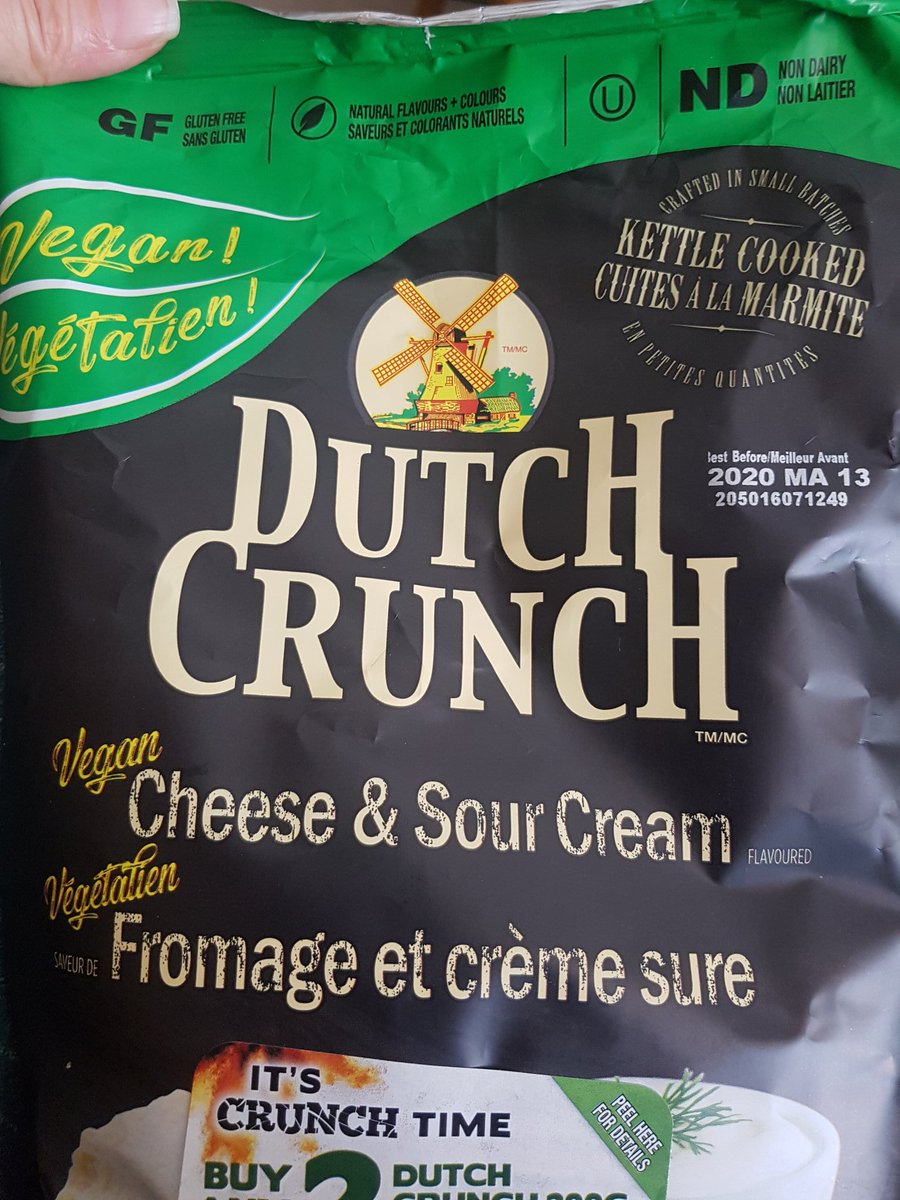 GF GLUTEN FREE
SANS GLUTEN
NATURAL FLAVOURS + COLOURS
SAVEURS ET COLORANTS NATURELS
U
ND NON DAIRY
NON LAITIER
Vegan!
Végétalien!
CRAFTED IN SMALL BATCHES
KETTLE COOKED
CUITES À LA MARMITE
EN PETITES QUANTITÉS
TM/MC
DUTCH
CRUNCH
TM/MC
Best Before/Meilleur Avant
2020 MA 13
205016071249
Vegan
Cheese & Sour Cream FLAVOURED
Végétalien
SAVEUR DE Fromage et crème sure
IT'S
CRUNCH TIME
PEEL HERE
FOR DETAILS
BUY 2 DUTCH
CRUNCH 200G